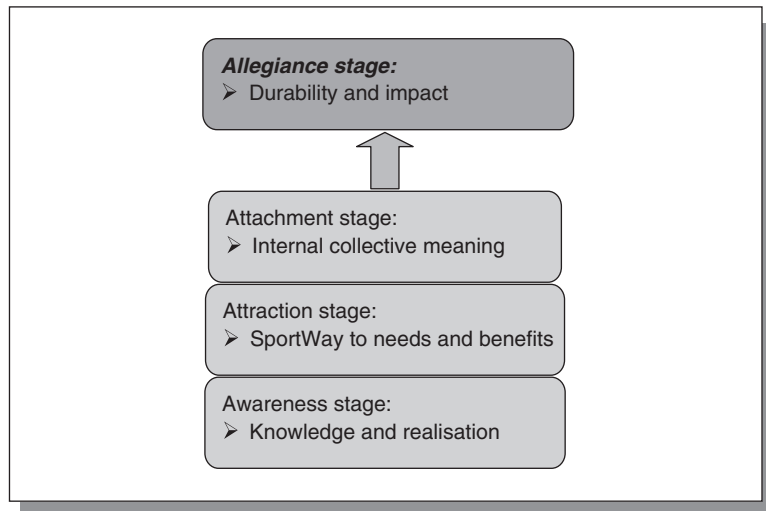 Allegiance stage:
➢ Durability and impact
Attachment stage:
➢ Internal collective meaning
Attraction stage:
➢ SportWay to needs and benefits
Awareness stage:
➢ Knowledge and realisation